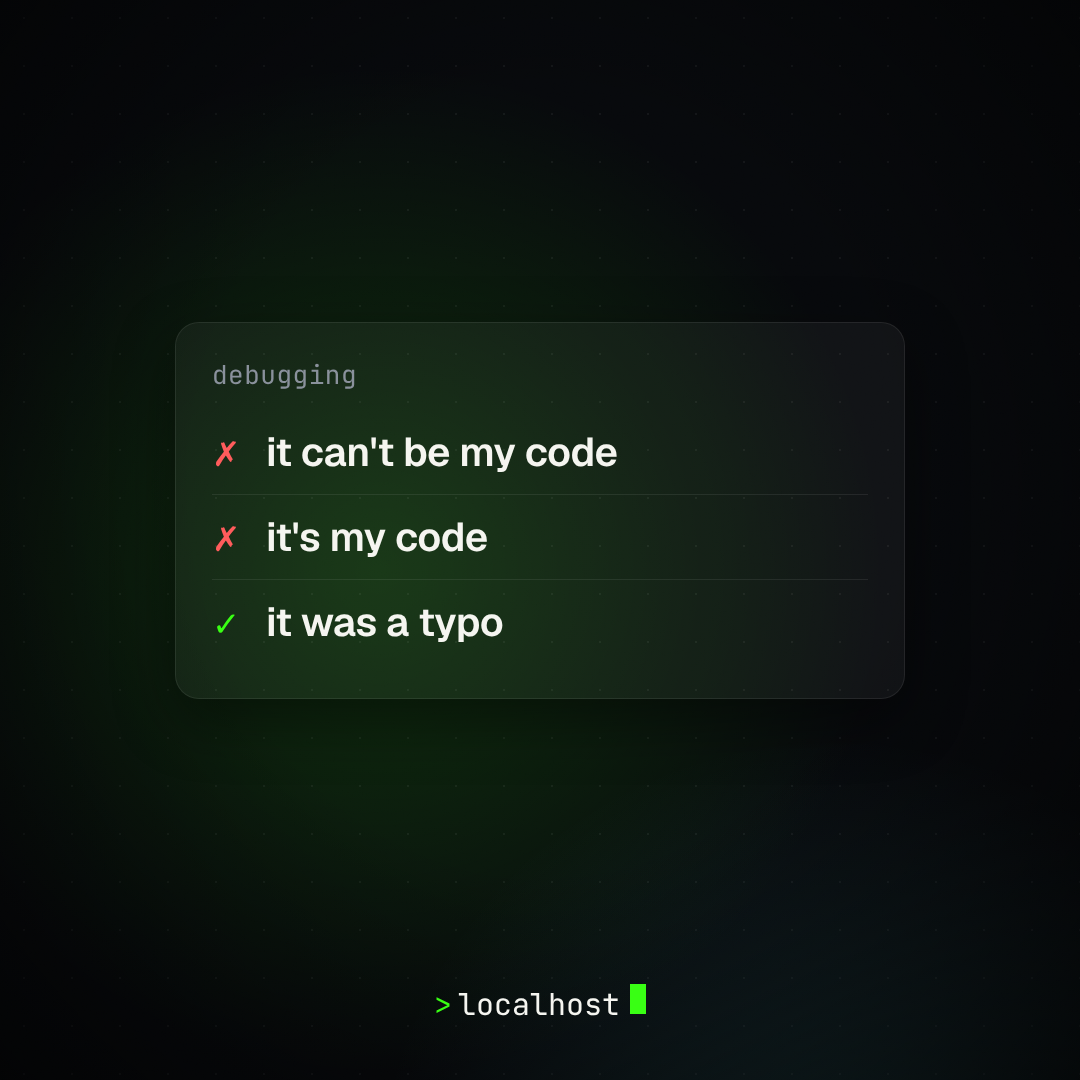 debugging
✗ it can't be my code
✗ it's my code
✓ it was a typo
>localhost